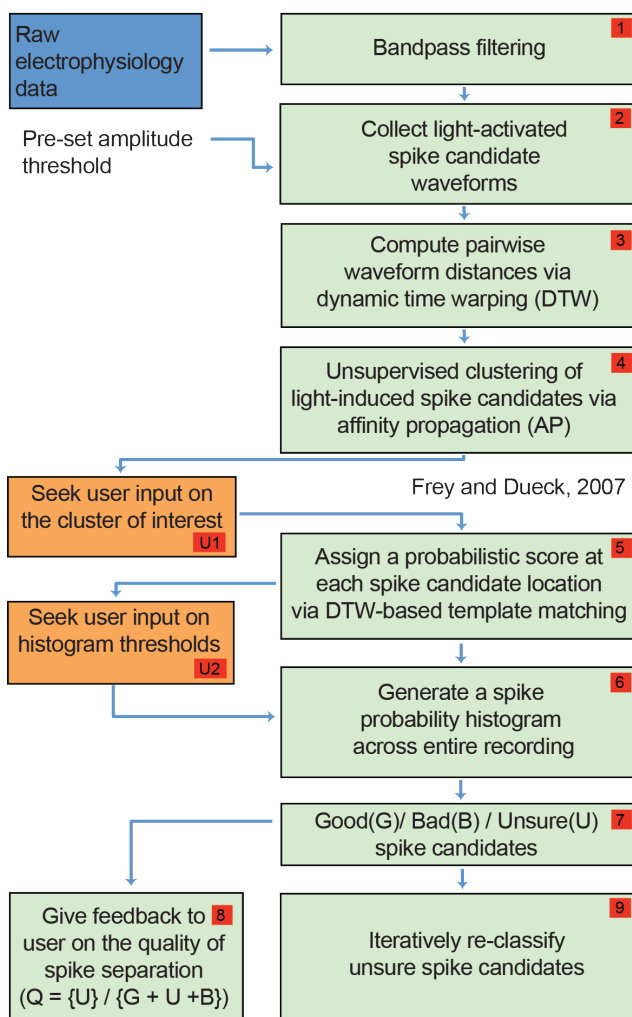 Raw
electrophysiology
data
1
Bandpass filtering
Pre-set amplitude
threshold
2
Collect light-activated
spike candidate
waveforms
3
Compute pairwise
waveform distances via
dynamic time warping (DTW)
4
Unsupervised clustering of
light-induced spike candidates via
affinity propagation (AP)
Frey and Dueck, 2007
Seek user input on
the cluster of interest
U1
5
Assign a probabilistic score at
each spike candidate location
via DTW-based template matching
Seek user input on
histogram thresholds
U2
6
Generate a spike
probability histogram
across entire recording
7
Good(G)/ Bad(B) / Unsure(U)
spike candidates
Give feedback to 8
user on the quality of
spike separation
(Q = {U} / {G + U +B})
9
Iteratively re-classify
unsure spike candidates